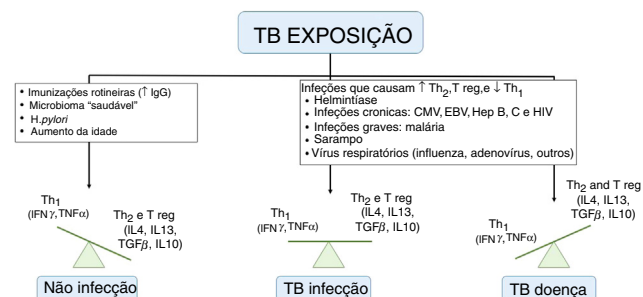 TB EXPOSIÇÃO
• Imunizações rotineiras (↑ IgG)
• Microbioma “saudável”
• H.pylori
• Aumento da idade
Infeções que causam ↑ Th2,T reg,e ↓ Th1
• Helmintíase
• Infeções cronicas: CMV, EBV, Hep B, C e HIV
• Infeções graves: malária
• Sarampo
• Vírus respiratórios (influenza, adenovírus, outros)
Th1
(IFNγ,TNFα)
Th2 e T reg
(IL4, IL13,
TGFβ, IL10)
Não infecção
Th1
(IFNγ,TNFα)
Th2 e T reg
(IL4, IL13,
TGFβ, IL10)
TB infecção
Th1
(IFNγ,TNFα)
Th2 and T reg
(IL4, IL13,
TGFβ, IL10)
TB doença